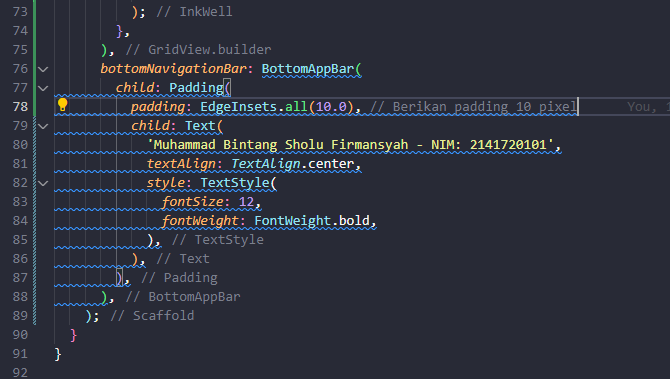 73 ); // InkWell
74 },
75 ), // GridView.builder
76 bottomNavigationBar: BottomAppBar(
77 child: Padding(
78 padding: EdgeInsets.all(10.0), // Berikan padding 10 pixel You, 1
79 child: Text(
80 'Muhammad Bintang Sholu Firmansyah - NIM: 2141720101',
81 textAlign: TextAlign.center,
82 style: TextStyle(
83 fontSize: 12,
84 fontWeight: FontWeight.bold,
85 ), // TextStyle
86 ), // Text
87 ), // Padding
88 ), // BottomAppBar
89 ); // Scaffold
90 }
91 }
92